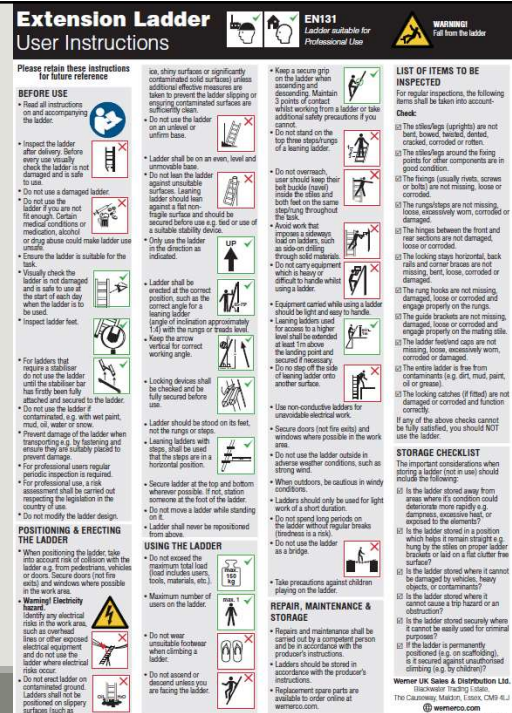 Extension Ladder
User Instructions
EN131
Ladder suitable for
Professional Use
WARNING!
Fall from the ladder
Please retain these instructions
for future reference
BEFORE USE
• Read all instructions
on and accompanying
the ladder.
• Inspect the ladder
after delivery. Before
every use visually
check the ladder is not
damaged and is safe
to use.
• Do not use a damaged ladder.
• Do not use the
ladder if you are not
fit enough. Certain
medical conditions or
medication, alcohol
or drug abuse could make ladder use
unsafe.
• Ensure the ladder is suitable for the
task.
• Visually check the
ladder is not damaged
and is safe to use at
the start of each day
when the ladder is to
be used.
• Inspect ladder feet.
• For ladders that
require a stabiliser
do not use the ladder
until the stabiliser bar
has firstly been fully
attached and secured to the ladder.
• Do not use the ladder if
contaminated, e.g. with wet paint,
mud, oil, water or snow.
• Prevent damage of the ladder when
transporting e.g. by fastening and
ensure they are suitably placed to
prevent damage.
• For professional users regular
periodic inspection is required.
• For professional use, a risk
assessment shall be carried out
respecting the legislation in the
country of use.
• Do not modify the ladder design.
POSITIONING & ERECTING
THE LADDER
• When positioning the ladder, take
into account risk of collision with the
ladder e.g. from pedestrians, vehicles
or doors. Secure doors (not fire
exits) and windows where possible
in the work area.
• Warning! Electricity
hazard.
Identify any electrical
risks in the work area,
such as overhead
lines or other exposed
electrical equipment
and do not use the
ladder where electrical
risks occur.
• Do not erect ladder on
contaminated ground.
Ladders shall not be
positioned on slippery
surfaces (such as
ice, shiny surfaces or significantly
contaminated solid surfaces) unless
additional effective measures are
taken to prevent the ladder slipping or
ensuring contaminated surfaces are
sufficiently clean.
• Do not use the ladder
on an unlevel or
unfirm base.
• Ladder shall be on an even, level and
unmovable base.
• Do not lean the ladder
against unsuitable
surfaces. Leaning
ladder should lean
against a flat non-
fragile surface and should be
secured before use e.g. tied or use of
a suitable stability device.
• Only use the ladder
in the direction as
indicated.
UP
• Ladder shall be
erected at the correct
position, such as the
correct angle for a
leaning ladder
(angle of inclination approximately
1:4) with the rungs or treads level.
• Keep the arrow
vertical for correct
working angle.
• Locking devices shall
be checked and be
fully secured before
use.
• Ladder should be stood on its feet,
not the rungs or steps.
• Leaning ladders with
steps, shall be used
that the steps are in a
horizontal position.
• Secure ladder at the top and bottom
wherever possible. If not, station
someone at the foot of the ladder.
• Do not move a ladder while standing
on it.
• Ladder shall never be repositioned
from above.
USING THE LADDER
• Do not exceed the
maximum total load
(load includes users,
tools, materials, etc.).
max.
150
kg
• Maximum number of
users on the ladder.
max. 1
• Do not wear
unsuitable footwear
when climbing a
ladder.
• Do not ascend or
descend unless you
are facing the ladder.
• Keep a secure grip
on the ladder when
ascending and
descending. Maintain
3 points of contact
whilst working from a ladder or take
additional safety precautions if you
cannot.
• Do not stand on the
top three steps/rungs
of a leaning ladder.
• Do not overreach,
user should keep their
belt buckle (navel)
inside the stiles and
both feet on the same
step/rung throughout
the task.
• Avoid work that
imposes a sideways
load on ladders, such
as side-on drilling
through solid materials.
• Do not carry equipment
which is heavy or
difficult to handle whilst
using a ladder.
• Equipment carried while using a ladder
should be light and easy to handle.
• Leaning ladders used
for access to a higher
level shall be extended
at least 1m above
the landing point and
secured if necessary.
• Do no step off the side
of leaning ladder onto
another surface.
• Use non-conductive ladders for
unavoidable electrical work.
• Secure doors (not fire exits) and
windows where possible in the work
area.
• Do not use the ladder outside in
adverse weather conditions, such as
strong wind.
• When outdoors, be cautious in windy
conditions.
• Ladders should only be used for light
work of a short duration.
• Do not spend long periods on
the ladder without regular breaks
(tiredness is a risk).
• Do not use the ladder
as a bridge.
• Take precautions against children
playing on the ladder.
REPAIR, MAINTENANCE &
STORAGE
• Repairs and maintenance shall be
carried out by a competent person
and be in accordance with the
producer's instructions.
• Ladders should be stored in
accordance with the producer's
instructions.
• Replacement spare parts are
available to order online at
wernerco.com.
LIST OF ITEMS TO BE
INSPECTED
For regular inspections, the following
items shall be taken into account-
Check:
☑ The stiles/legs (uprights) are not
bent, bowed, twisted, dented,
cracked, corroded or rotten.
☑ The stiles/legs around the fixing
points for other components are in
good condition.
☑ The fixings (usually rivets, screws
or bolts) are not missing, loose or
corroded.
☑ The rungs/steps are not missing,
loose, excessively worn, corroded or
damaged.
☑ The hinges between the front and
rear sections are not damaged,
loose or corroded.
☑ The locking stays horizontal, back
rails and corner braces are not
missing, bent, loose, corroded or
damaged.
☑ The rung hooks are not missing,
damaged, loose or corroded and
engage properly on the rungs.
☑ The guide brackets are not missing,
damaged, loose or corroded and
engage properly on the mating stile.
☑ The ladder feet/end caps are not
missing, loose, excessively worn,
corroded or damaged.
☑ The entire ladder is free from
contaminants (e.g. dirt, mud, paint,
oil or grease).
☑ The locking catches (if fitted) are not
damaged or corroded and function
correctly.
If any of the above checks cannot
be fully satisfied, you should NOT
use the ladder.
STORAGE CHECKLIST
The important considerations when
storing a ladder (not in use) should
include the following:
☑ Is the ladder stored away from
areas where it's condition could
deteriorate more rapidly e.g.
dampness, excessive heat, or
exposed to the elements?
☑ Is the ladder stored in a position
which helps it remain straight e.g.
hung by the stiles on proper ladder
brackets or laid on a flat clutter free
surface?
☑ Is the ladder stored where it cannot
be damaged by vehicles, heavy
objects, or contaminants?
☑ Is the ladder stored where it
cannot cause a trip hazard or an
obstruction?
☑ Is the ladder stored securely where
it cannot be easily used for criminal
purposes?
☑ If the ladder is permanently
positioned (e.g. on scaffolding),
is it secured against unauthorised
climbing (e.g. by children)?
Werner UK Sales & Distribution Ltd.
Blackwater Trading Estate,
The Causeway, Maldon, Essex, CM9 4LJ
wernerco.com